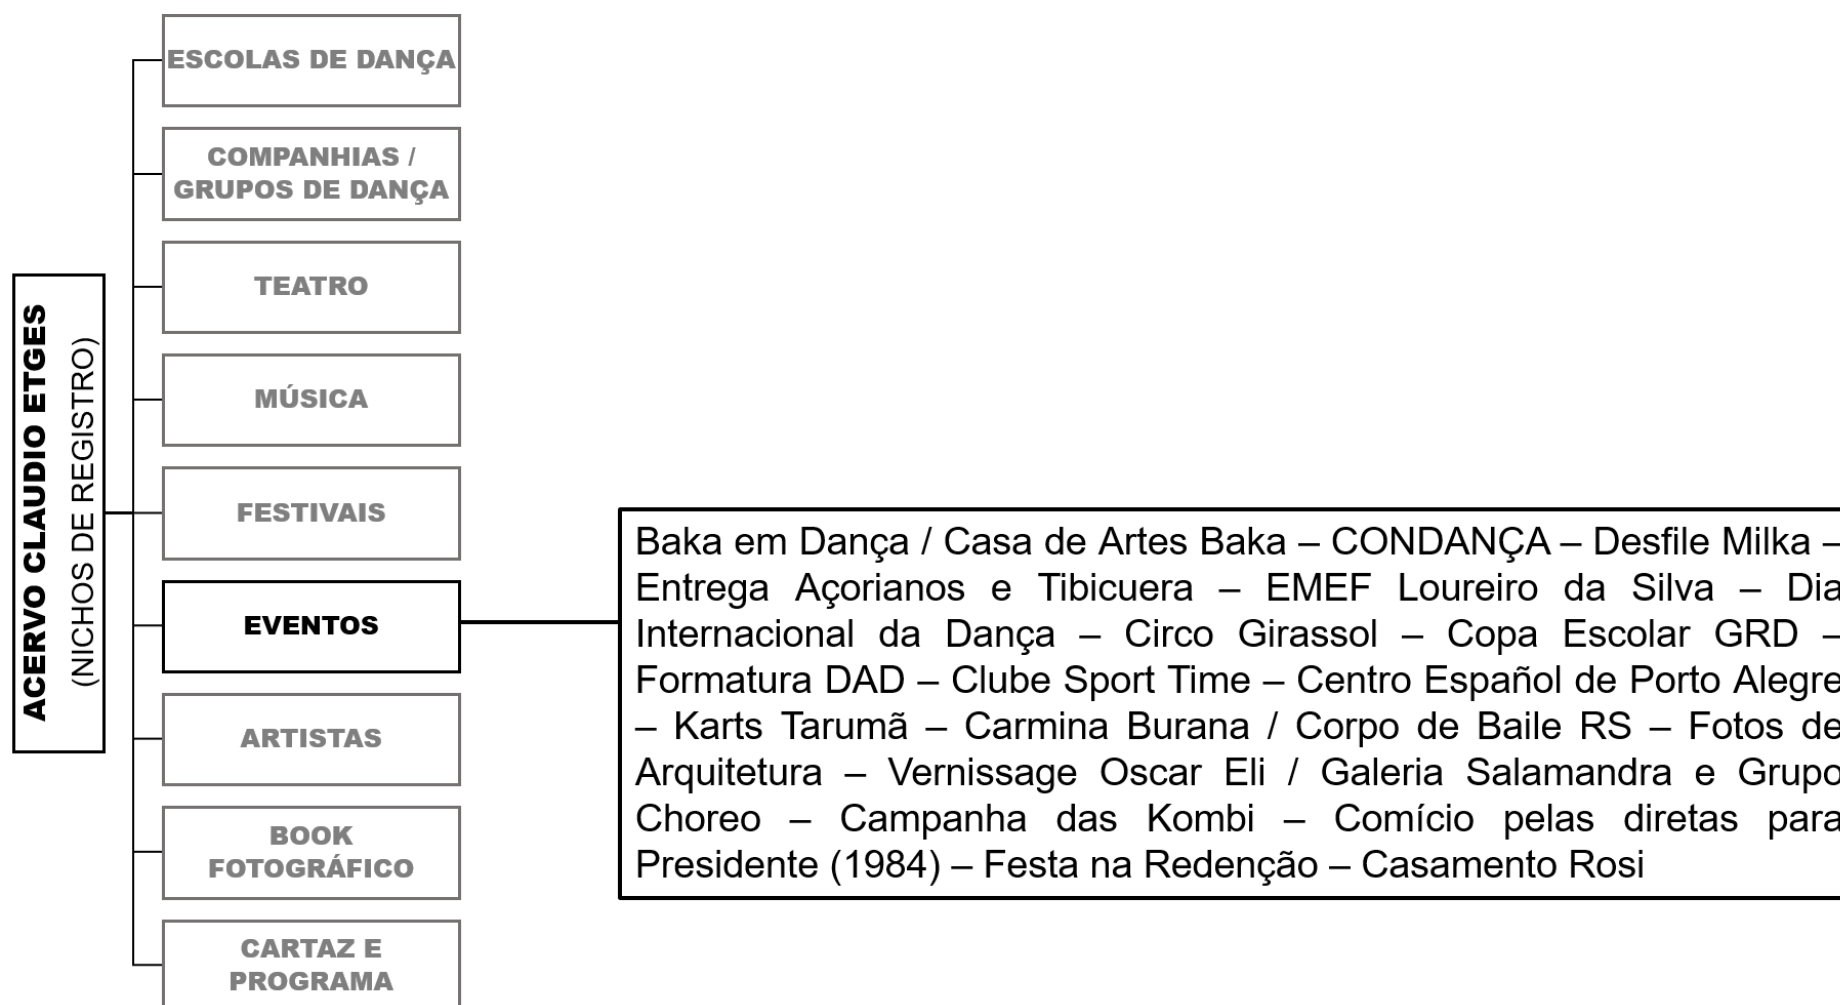 ACERVO CLAUDIO ETGES
(NICHOS DE REGISTRO)
ESCOLAS DE DANÇA
COMPANHIAS /
GRUPOS DE DANÇA
TEATRO
MÚSICA
FESTIVAIS
EVENTOS
ARTISTAS
BOOK
FOTOGRÁFICO
CARTAZ E
PROGRAMA
Baka em Dança / Casa de Artes Baka – CONDANÇA – Desfile Milka –
Entrega Açorianos e Tibicuera – EMEF Loureiro da Silva – Dia
Internacional da Dança – Circo Girassol – Copa Escolar GRD –
Formatura DAD – Clube Sport Time – Centro Español de Porto Alegre
– Karts Tarumã – Carmina Burana / Corpo de Baile RS – Fotos de
Arquitetura – Vernissage Oscar Eli / Galeria Salamandra e Grupo
Choreo – Campanha das Kombi – Comício pelas diretas para
Presidente (1984) – Festa na Redenção – Casamento Rosi